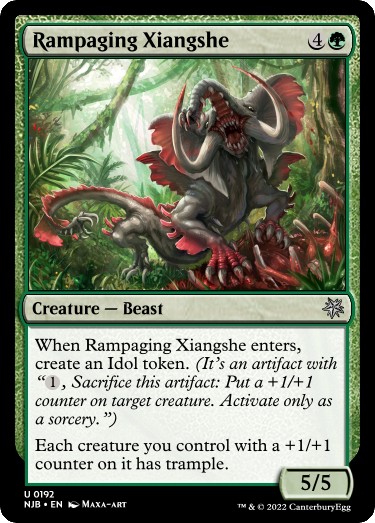 Rampaging Xiangshe 4
Creature — Beast
When Rampaging Xiangshe enters,
create an Idol token. (It's an artifact with
"1, Sacrifice this artifact: Put a +1/+1
counter on target creature. Activate only as
a sorcery.")
Each creature you control with a +1/+1
counter on it has trample.
5/5
U 0192
NJB • EN Maxa-art
™ & © 2022 CanterburyEgg